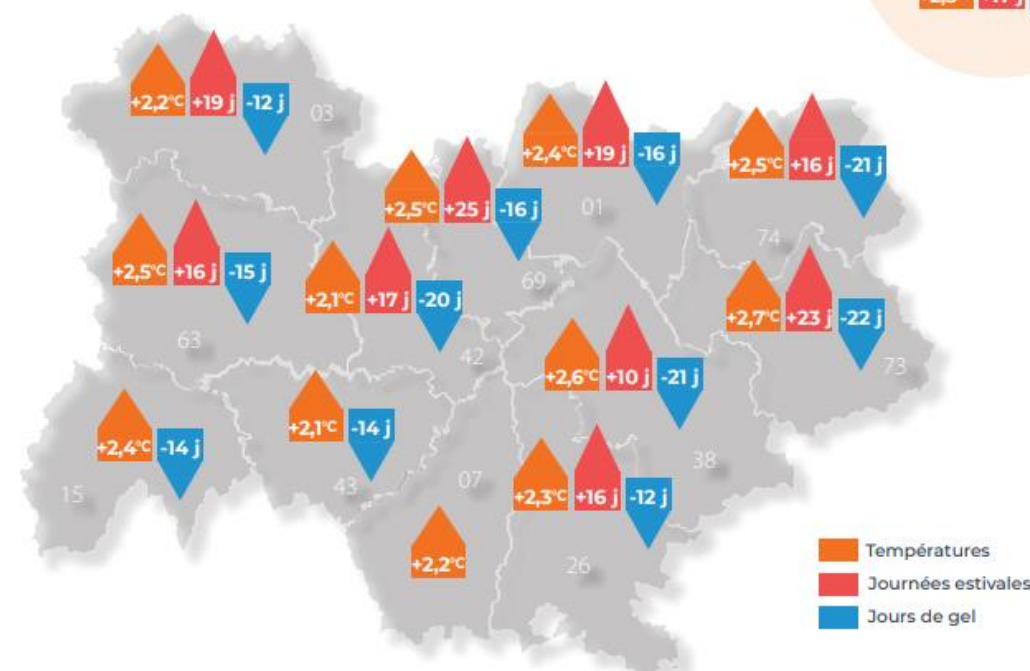 +2,2°C +19 j -12 j
03
+2,4°C +19 j -16 j
01
+2,5°C +16 j -21 j
74
+2,5°C +25 j -16 j
69
+2,5°C +16 j -15 j
63
+2,1°C +17 j -20 j
42
+2,7°C +23 j -22 j
73
+2,6°C +10 j -21 j
38
+2,4°C -14 j
15
+2,1°C -14 j
43
07
+2,2°C
+2,3°C +16 j -12 j
26
Températures
Journées estivales
Jours de gel